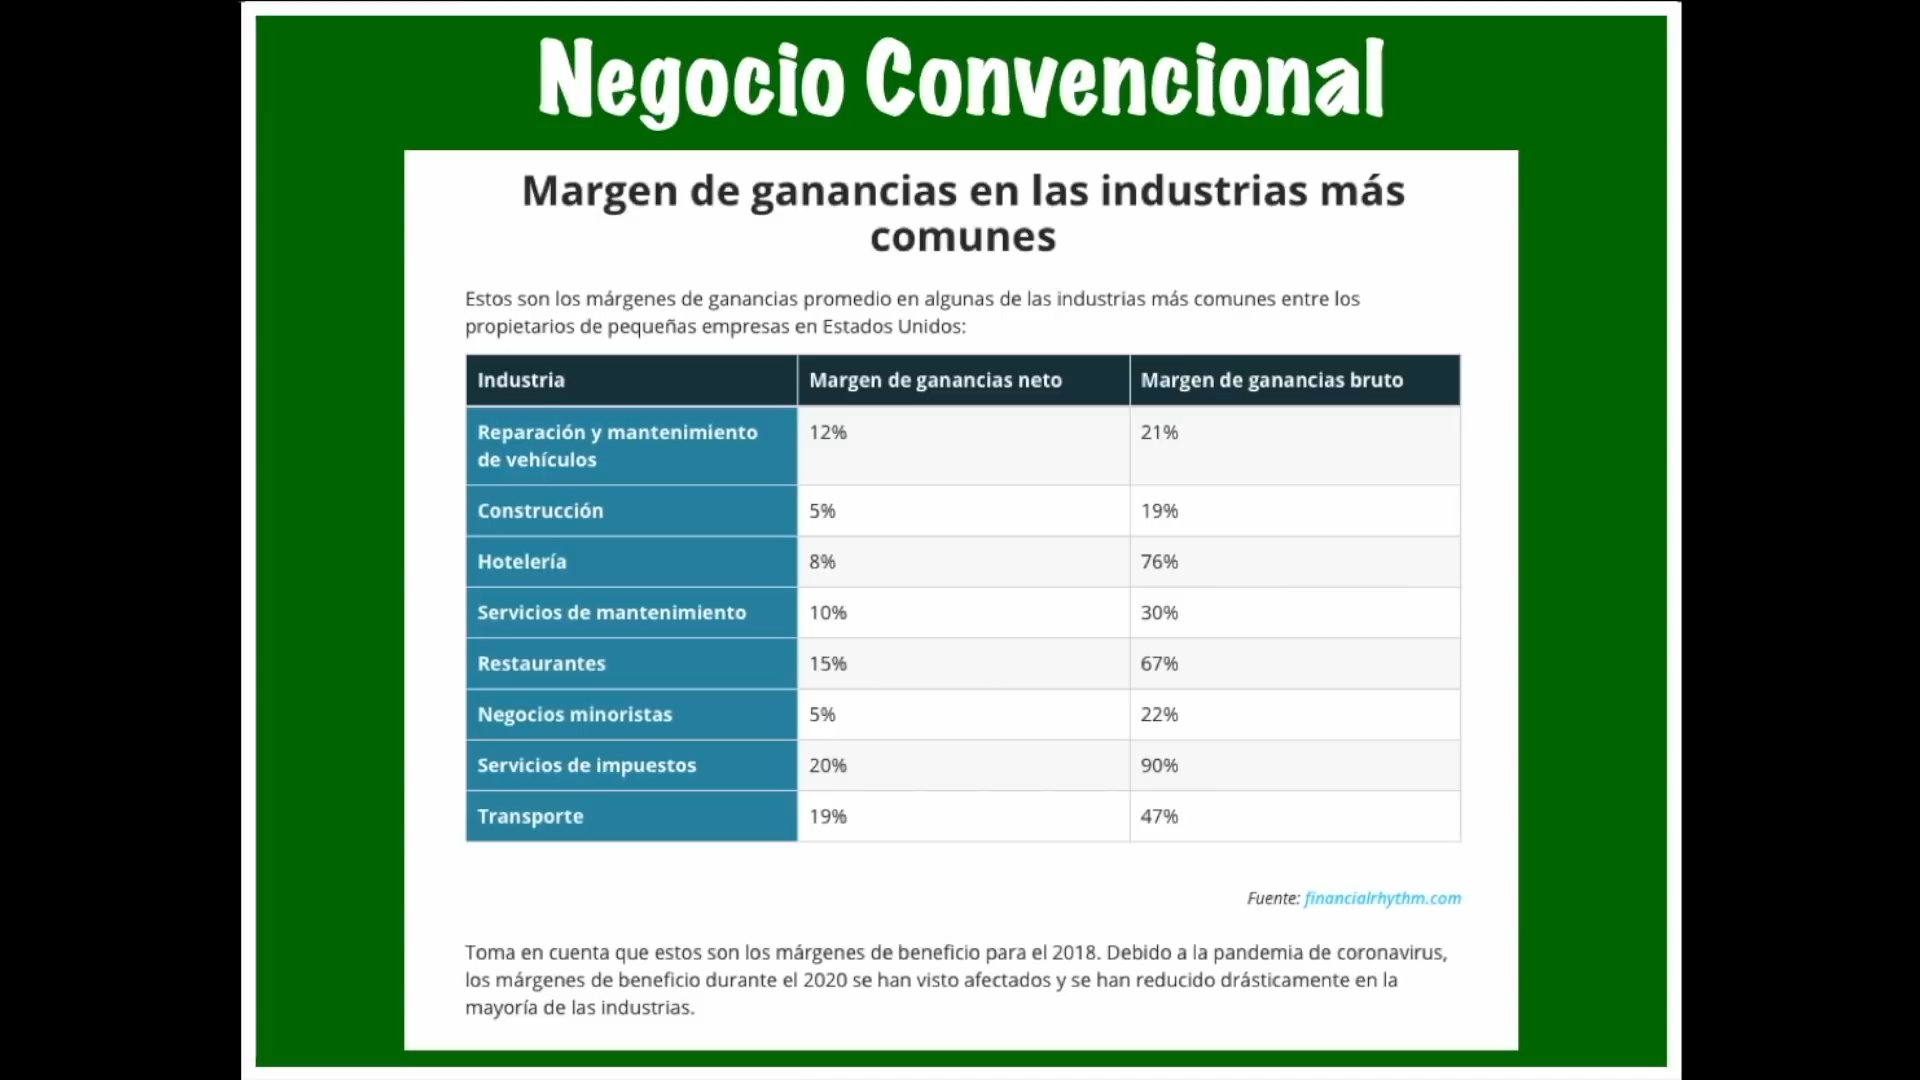 Negocio Convencional
Margen de ganancias en las industrias más
comunes
Estos son los márgenes de ganancias promedio en algunas de las industrias más comunes entre los
propietarios de pequeñas empresas en Estados Unidos:
Industria Margen de ganancias neto Margen de ganancias bruto
Reparación y mantenimiento 12% 21%
de vehículos
Construcción 5% 19%
Hotelería 8% 76%
Servicios de mantenimiento 10% 30%
Restaurantes 15% 67%
Negocios minoristas 5% 22%
Servicios de impuestos 20% 90%
Transporte 19% 47%
Fuente: financialrhythm.com
Toma en cuenta que estos son los márgenes de beneficio para el 2018. Debido a la pandemia de coronavirus,
los márgenes de beneficio durante el 2020 se han visto afectados y se han reducido drásticamente en la
mayoría de las industrias.